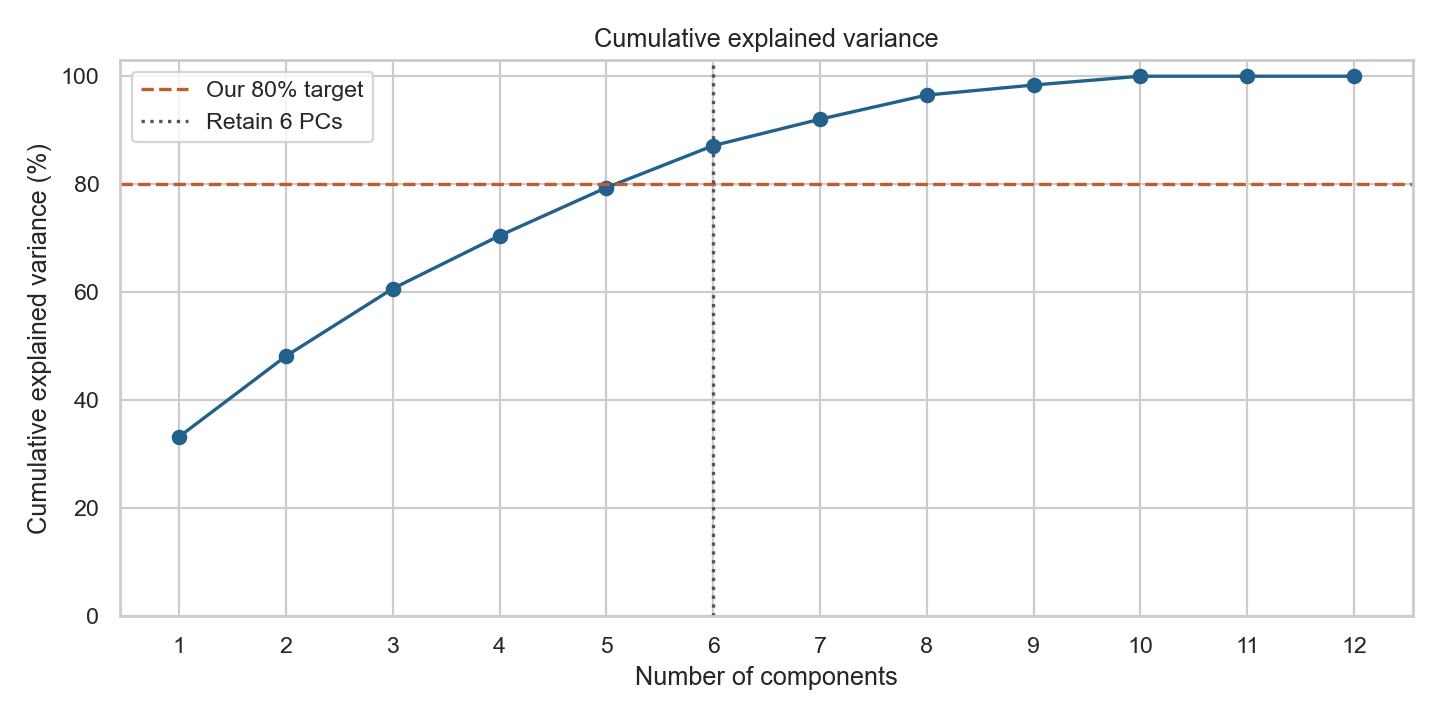 Cumulative explained variance
Our 80% target
Retain 6 PCs
Cumulative explained variance (%)
100
80
60
40
20
0
1 2 3 4 5 6 7 8 9 10 11 12
Number of components